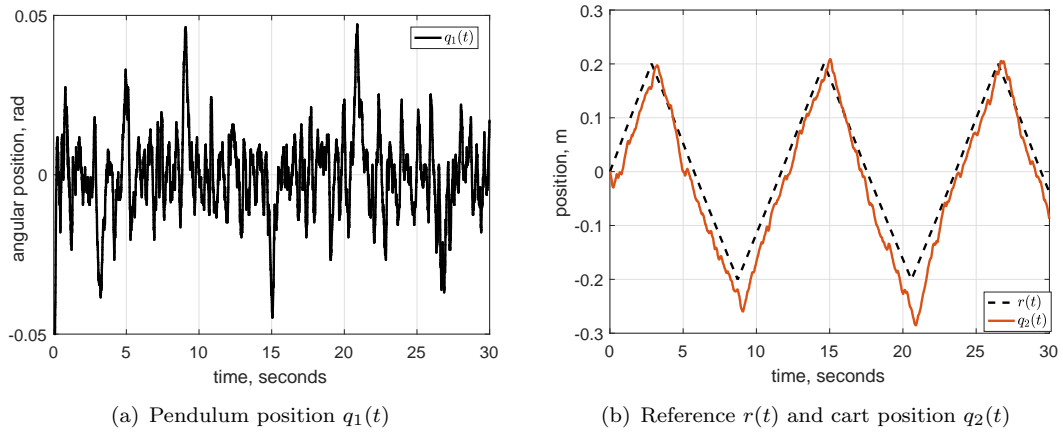 0.05
0
-0.05
angular position, rad
q₁(t)
0 5 10 15 20 25 30
time, seconds
(a) Pendulum position q₁(t)
0.3
0.2
0.1
0
-0.1
-0.2
-0.3
position, m
r(t)
q₂(t)
0 5 10 15 20 25 30
time, seconds
(b) Reference r(t) and cart position q₂(t)